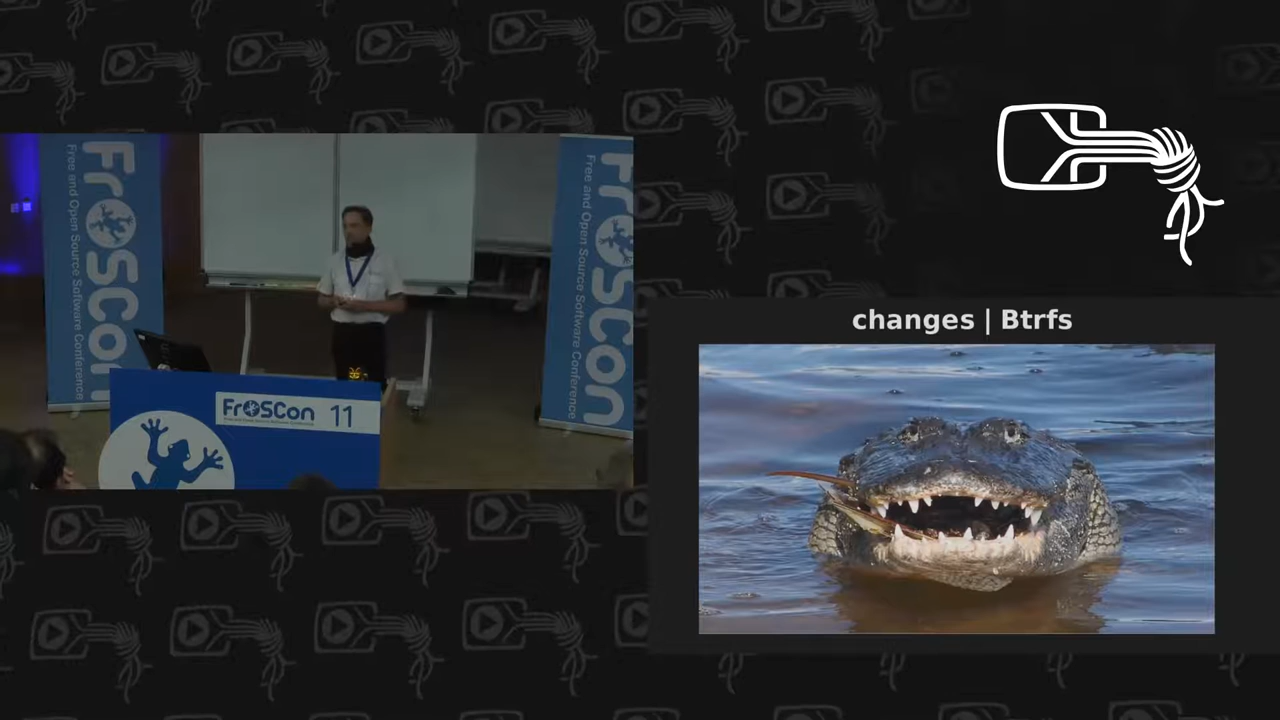 FrOSCon
Free and Open Source Software Conference
FrOSCon
Free and Open Source Software Conference
FrOSCon 11
changes | Btrfs